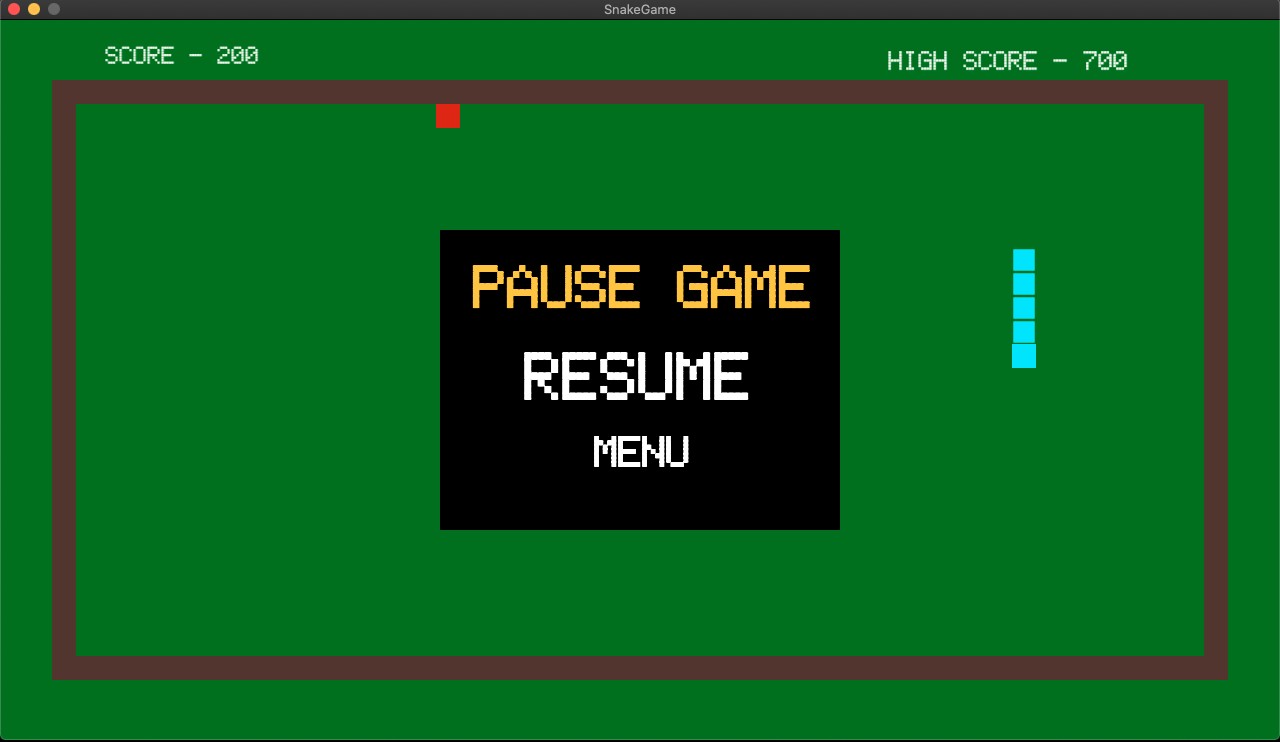 SnakeGame
SCORE - 200
HIGH SCORE - 700
PAUSE GAME
RESUME
MENU